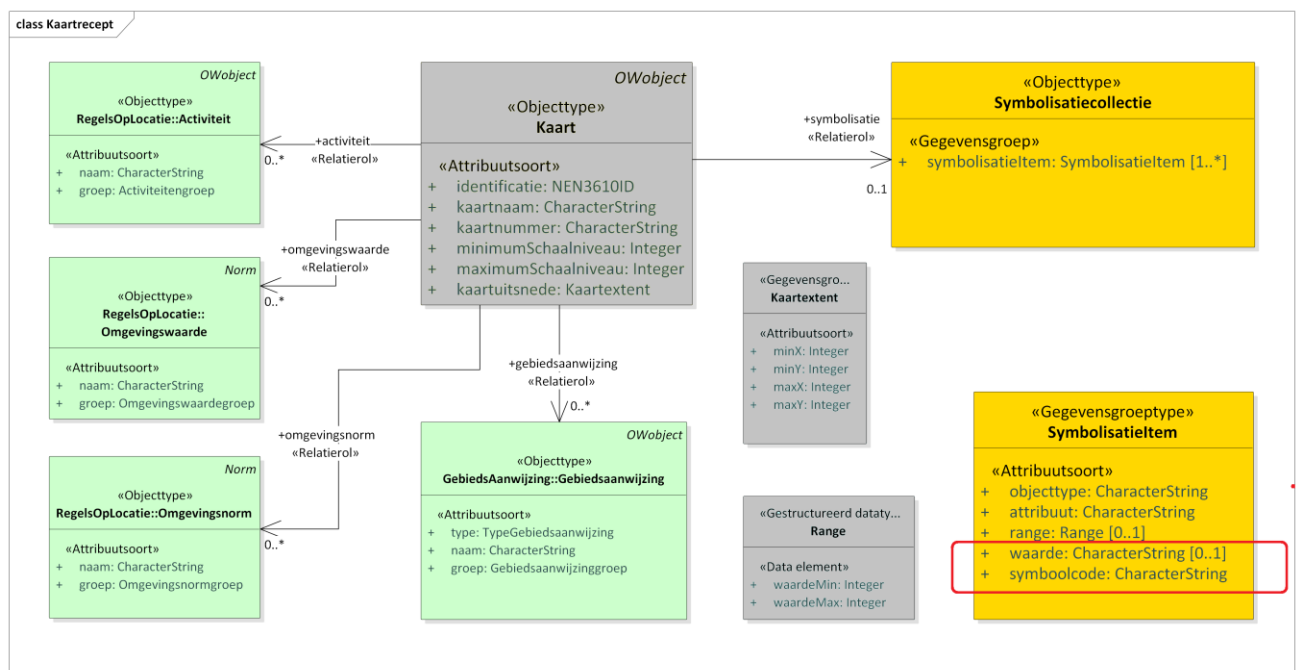 class Kaartrecept
OWobject
«Objecttype»
RegelsOpLocatie::Activiteit
«Attribuutsoort»
+ naam: CharacterString
+ groep: Activiteitengroep
+activiteit
«Relatierol»
0..*
OWobject
«Objecttype»
Kaart
«Attribuutsoort»
+ identificatie: NEN3610ID
+ kaartnaam: CharacterString
+ kaartnummer: CharacterString
+ minimumSchaalniveau: Integer
+ maximumSchaalniveau: Integer
+ kaartuitsnede: Kaartextent
+symbolisatie
«Relatierol»
0..1
«Objecttype»
Symbolisatiecollectie
«Gegevensgroep»
+ symbolisatieItem: SymbolisatieItem [1..*]
+omgevingswaarde
«Relatierol»
0..*
Norm
«Objecttype»
RegelsOpLocatie::
Omgevingswaarde
«Attribuutsoort»
+ naam: CharacterString
+ groep: Omgevingswaardegroep
«Gegevensgro...
Kaartextent
«Attribuutsoort»
+ minX: Integer
+ minY: Integer
+ maxX: Integer
+ maxY: Integer
+gebiedsaanwijzing
«Relatierol»
0..*
+omgevingsnorm
«Relatierol»
0..*
Norm
«Objecttype»
RegelsOpLocatie::Omgevingsnorm
«Attribuutsoort»
+ naam: CharacterString
+ groep: Omgevingsnormgroep
OWobject
«Objecttype»
GebiedsAanwijzing::Gebiedsaanwijzing
«Attribuutsoort»
+ type: TypeGebiedsaanwijzing
+ naam: CharacterString
+ groep: Gebiedsaanwijzinggroep
«Gestructureerd dataty...
Range
«Data element»
+ waardeMin: Integer
+ waardeMax: Integer
«Gegevensgroeptype»
SymbolisatieItem
«Attribuutsoort»
+ objecttype: CharacterString
+ attribuut: CharacterString
+ range: Range [0..1]
+ waarde: CharacterString [0..1]
+ symboolcode: CharacterString